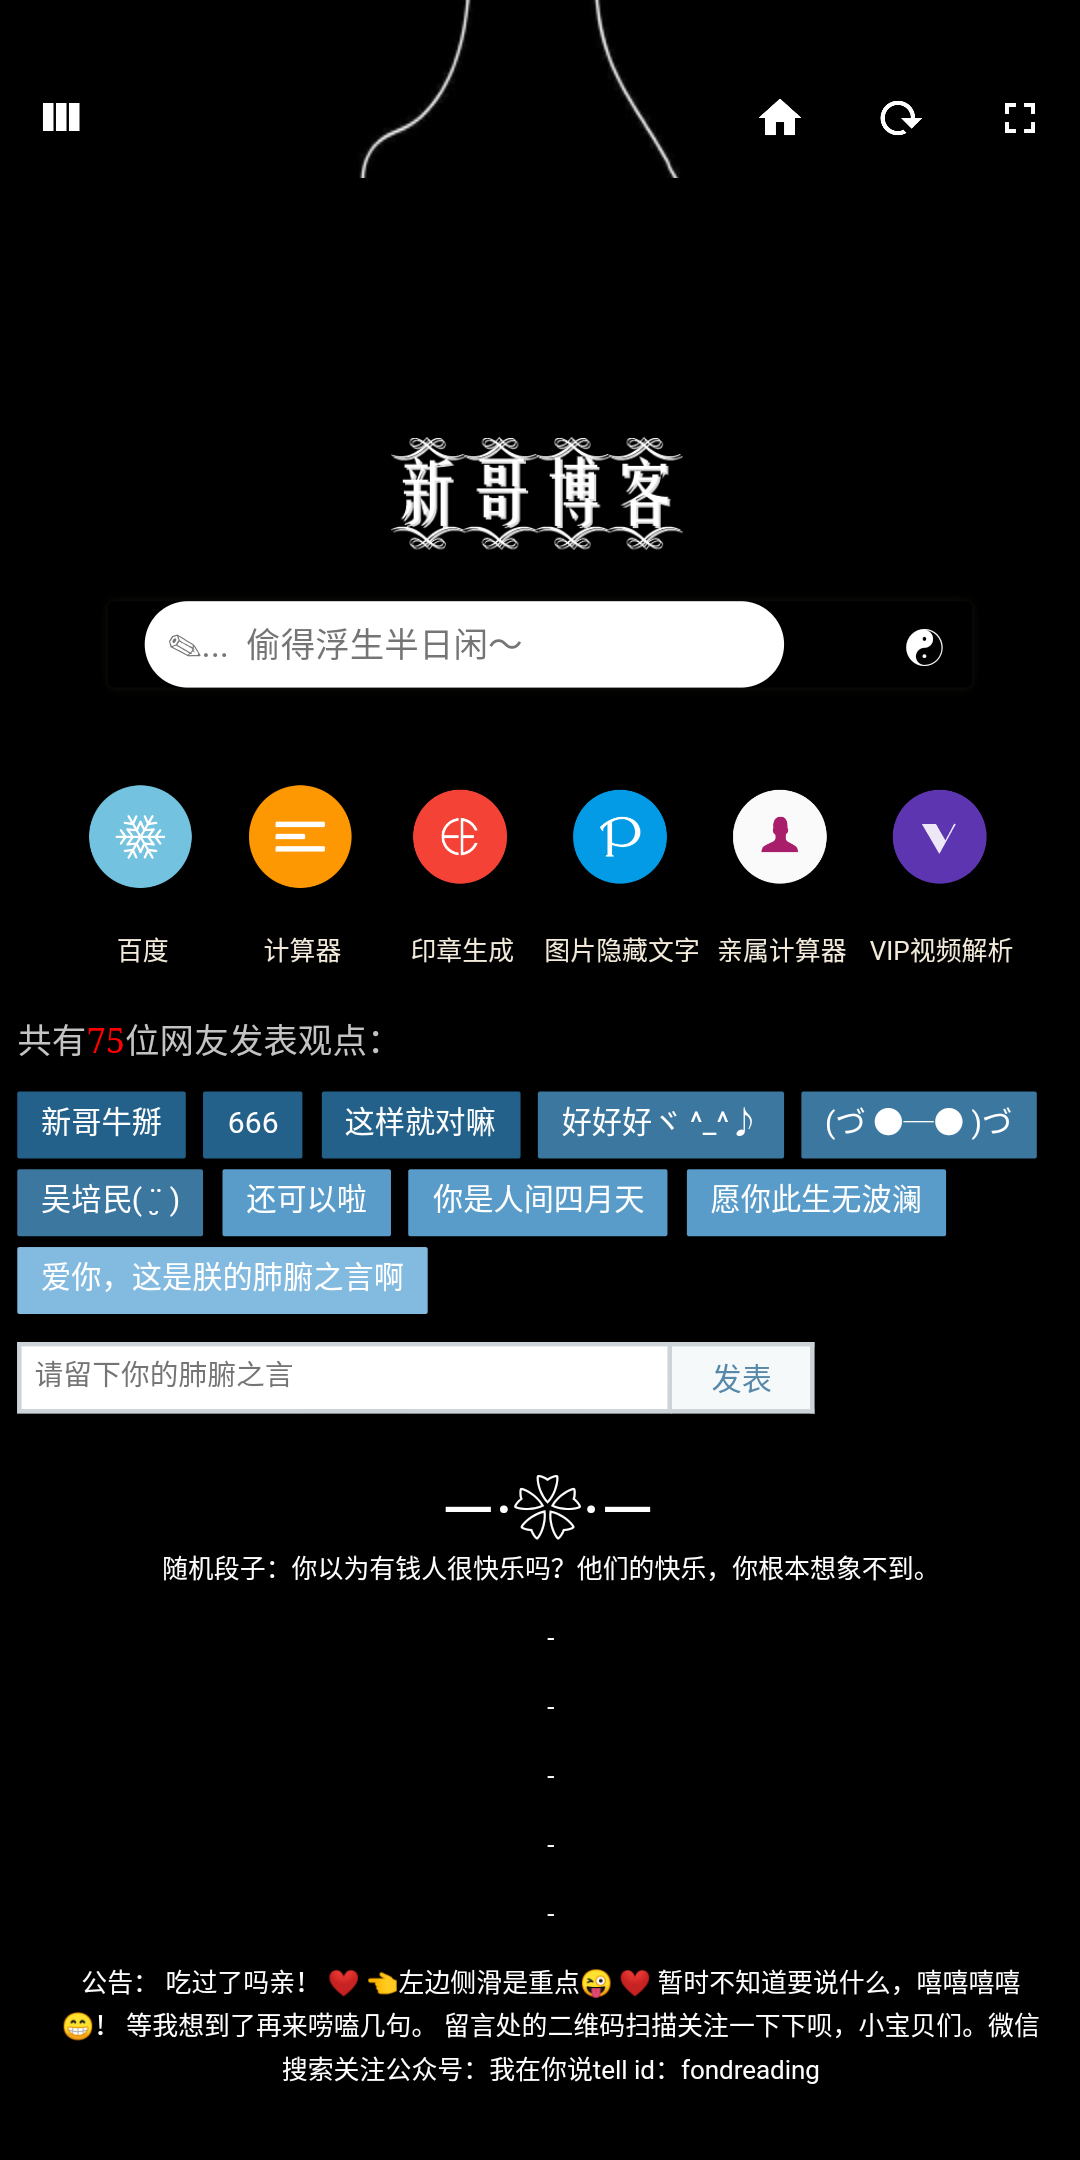 新哥博客
✎... 偷得浮生半日闲～
百度 计算器 印章生成 图片隐藏文字 亲属计算器 VIP视频解析
共有75位网友发表观点：
新哥牛掰 666 这样就对嘛 好好好ヾ ^_^♪ (づ ●─● )づ
吴培民( ¨̮ ) 还可以啦 你是人间四月天 愿你此生无波澜
爱你，这是朕的肺腑之言啊
请留下你的肺腑之言 发表
随机段子：你以为有钱人很快乐吗？他们的快乐，你根本想象不到。
-
-
-
-
-
公告： 吃过了吗亲！ ❤️ 👈左边侧滑是重点😜 ❤️ 暂时不知道要说什么，嘻嘻嘻嘻
😁！ 等我想到了再来唠嗑几句。 留言处的二维码扫描关注一下下呗，小宝贝们。微信
搜索关注公众号：我在你说tell id：fondreading